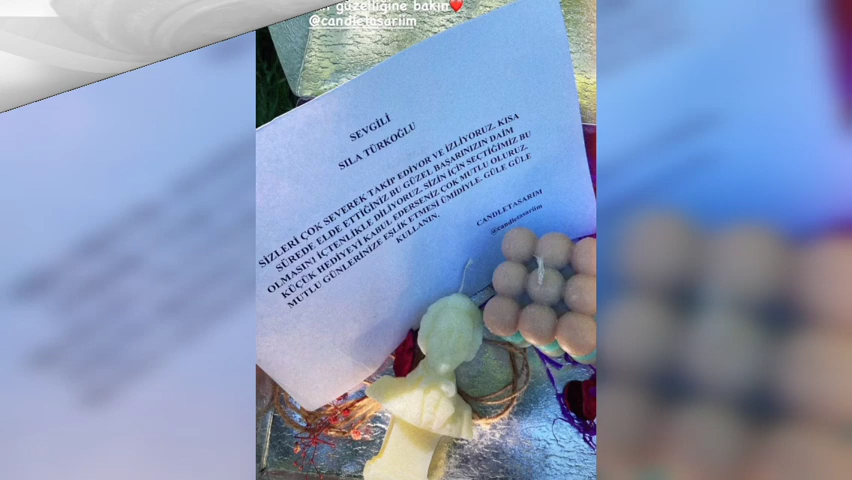 güzelliğine bakın❤️
@candletasariim
SEVGİLİ
SILA TÜRKOĞLU
SİZLERİ ÇOK SEVEREK TAKİP EDİYOR VE İZLİYORUZ. KISA
SÜREDE ELDE ETTİĞİNİZ BU GÜZEL BAŞARINIZIN DAİM
OLMASINI İÇTENLİKLE DİLİYORUZ. SİZİN İÇİN SEÇTİĞİMİZ BU
KÜÇÜK HEDİYEYİ KABUL EDERSENİZ ÇOK MUTLU OLURUZ.
MUTLU GÜNLERİNİZE EŞLİK ETMESİ ÜMİDİYLE. GÜLE GÜLE
KULLANIN.
CANDLETASARIM
@candletasariim